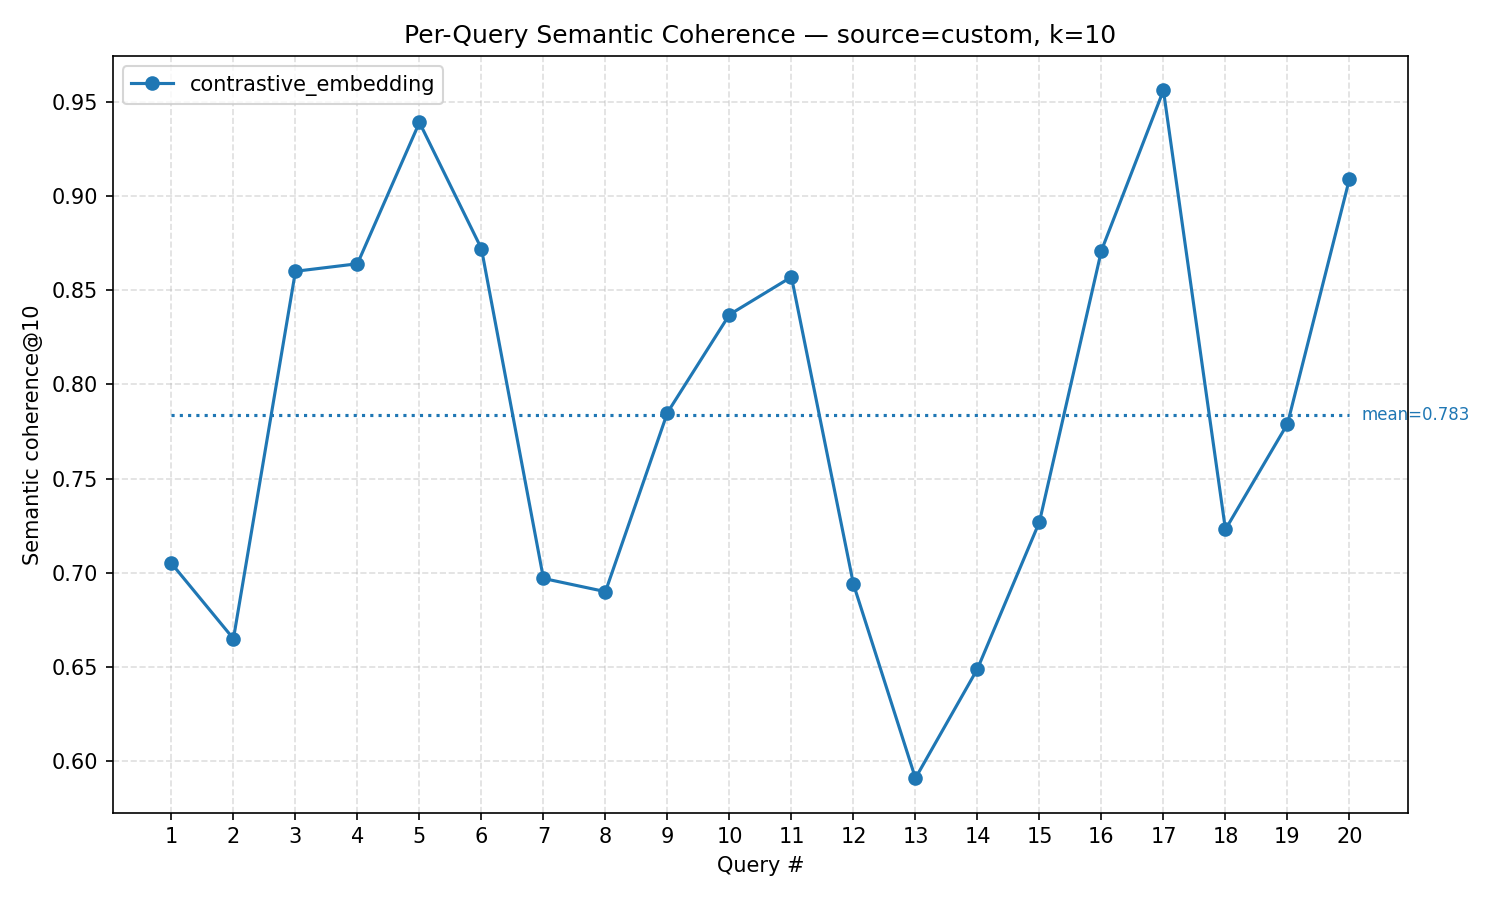 Per-Query Semantic Coherence — source=custom, k=10
contrastive_embedding
Semantic coherence@10
0.95
0.90
0.85
0.80
0.75
0.70
0.65
0.60
mean=0.783
1 2 3 4 5 6 7 8 9 10 11 12 13 14 15 16 17 18 19 20
Query #